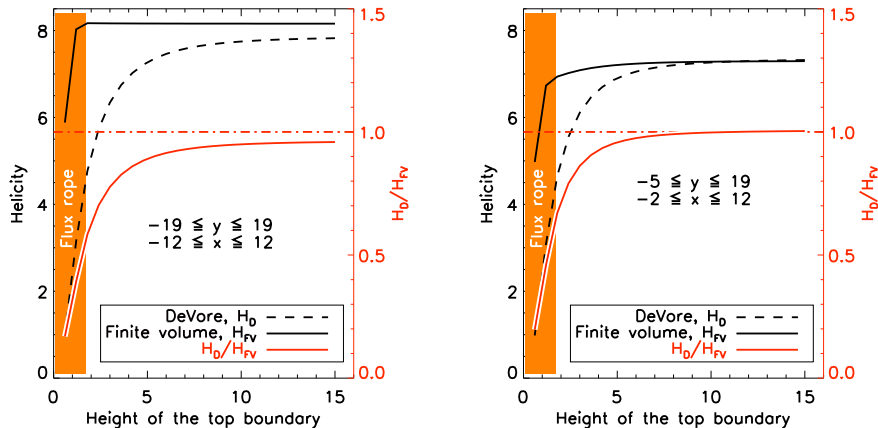 8
6
4
2
0
Helicity
Flux rope
1.5
1.0
0.5
0.0
H_D/H_FV
−19 ≦ y ≦ 19
−12 ≦ x ≦ 12
DeVore, H_D
Finite volume, H_FV
H_D/H_FV
0 5 10 15
Height of the top boundary
8
6
4
2
0
Helicity
Flux rope
1.5
1.0
0.5
0.0
H_D/H_FV
−5 ≦ y ≦ 19
−2 ≦ x ≦ 12
DeVore, H_D
Finite volume, H_FV
H_D/H_FV
0 5 10 15
Height of the top boundary